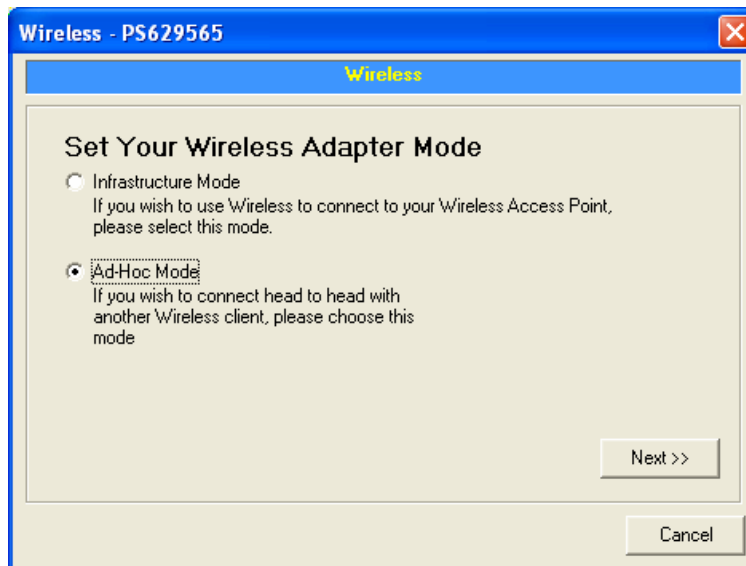 Wireless - PS629565
Wireless
Set Your Wireless Adapter Mode
Infrastructure Mode
If you wish to use Wireless to connect to your Wireless Access Point,
please select this mode.
Ad-Hoc Mode
If you wish to connect head to head with
another Wireless client, please choose this
mode
Next >>
Cancel